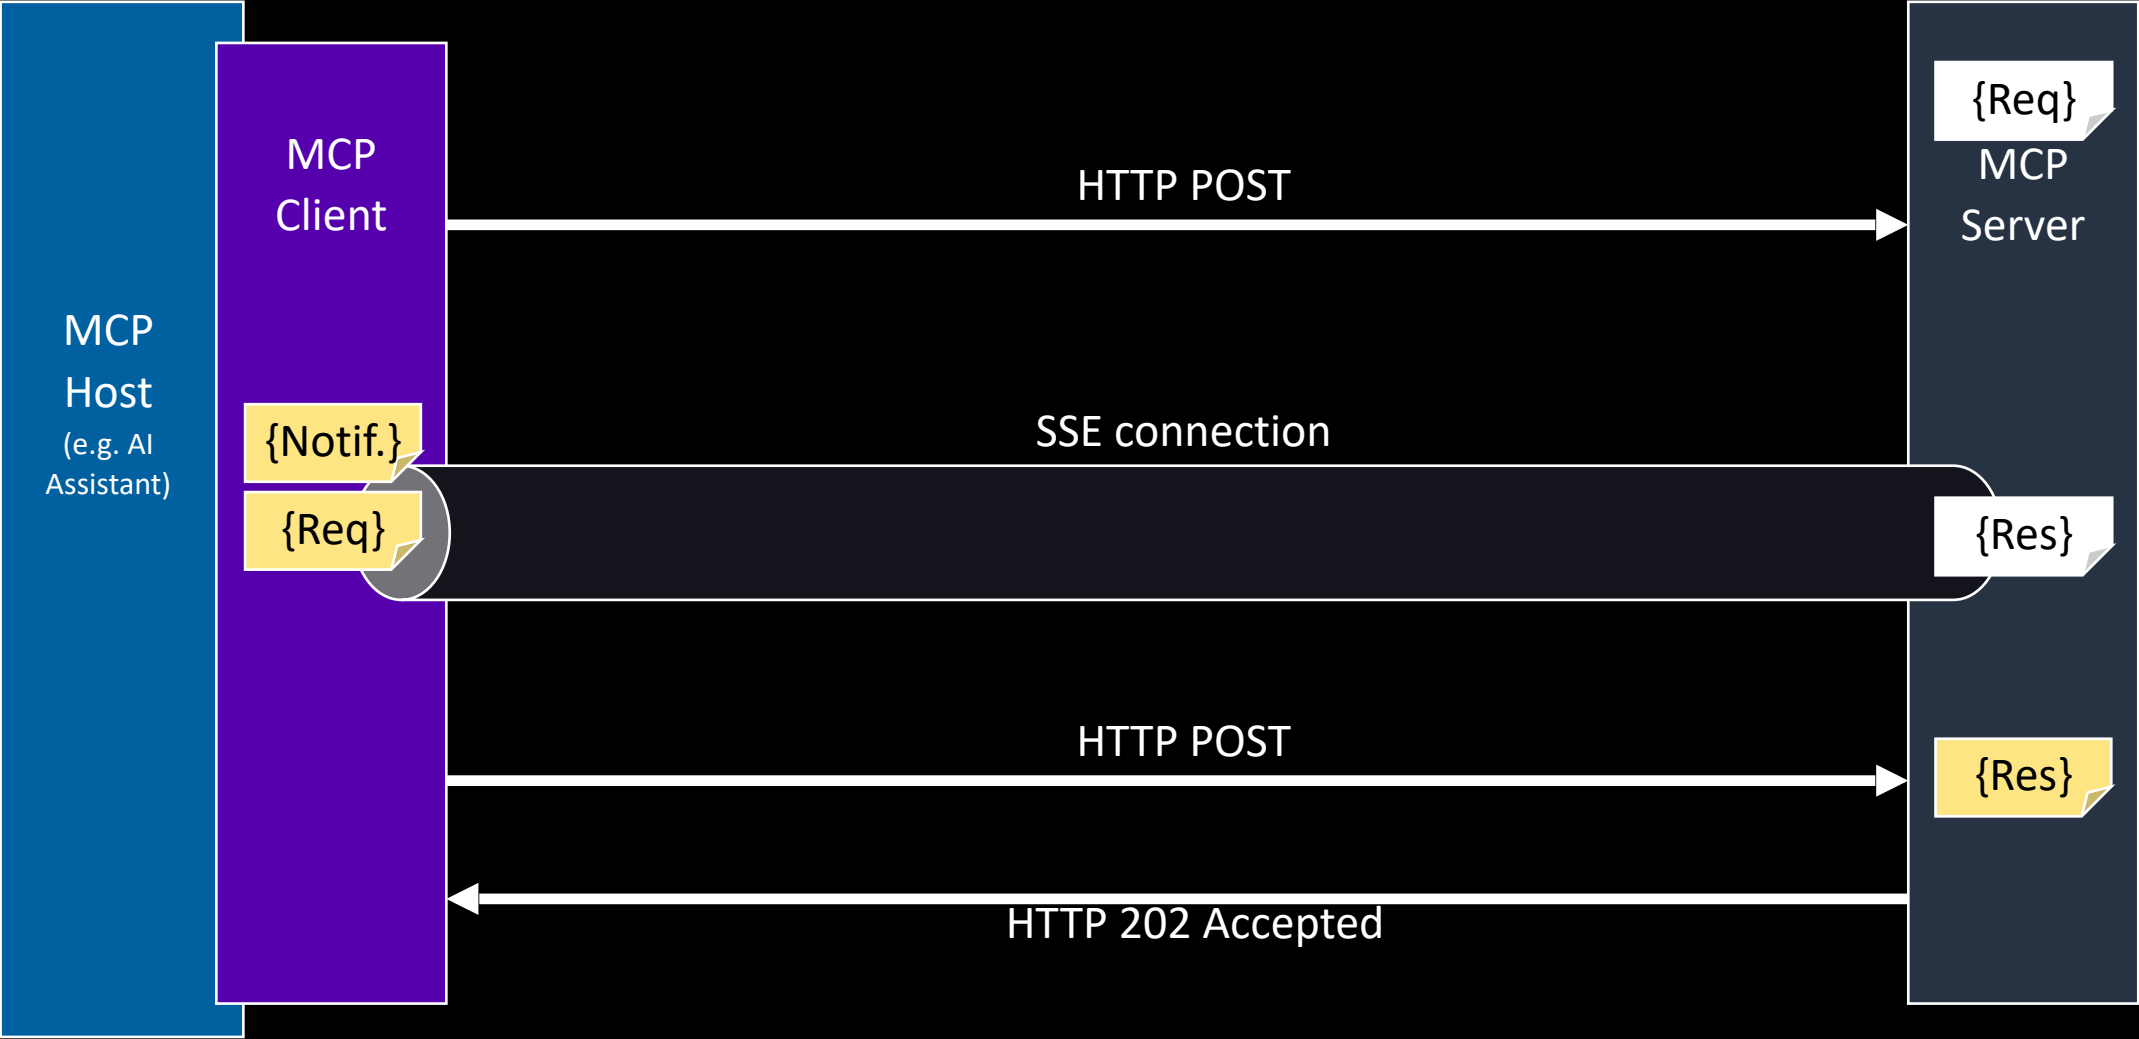 MCP
Host
(e.g. AI
Assistant)
MCP
Client
{Notif.}
{Req}
HTTP POST
SSE connection
HTTP POST
HTTP 202 Accepted
{Req}
MCP
Server
{Res}
{Res}